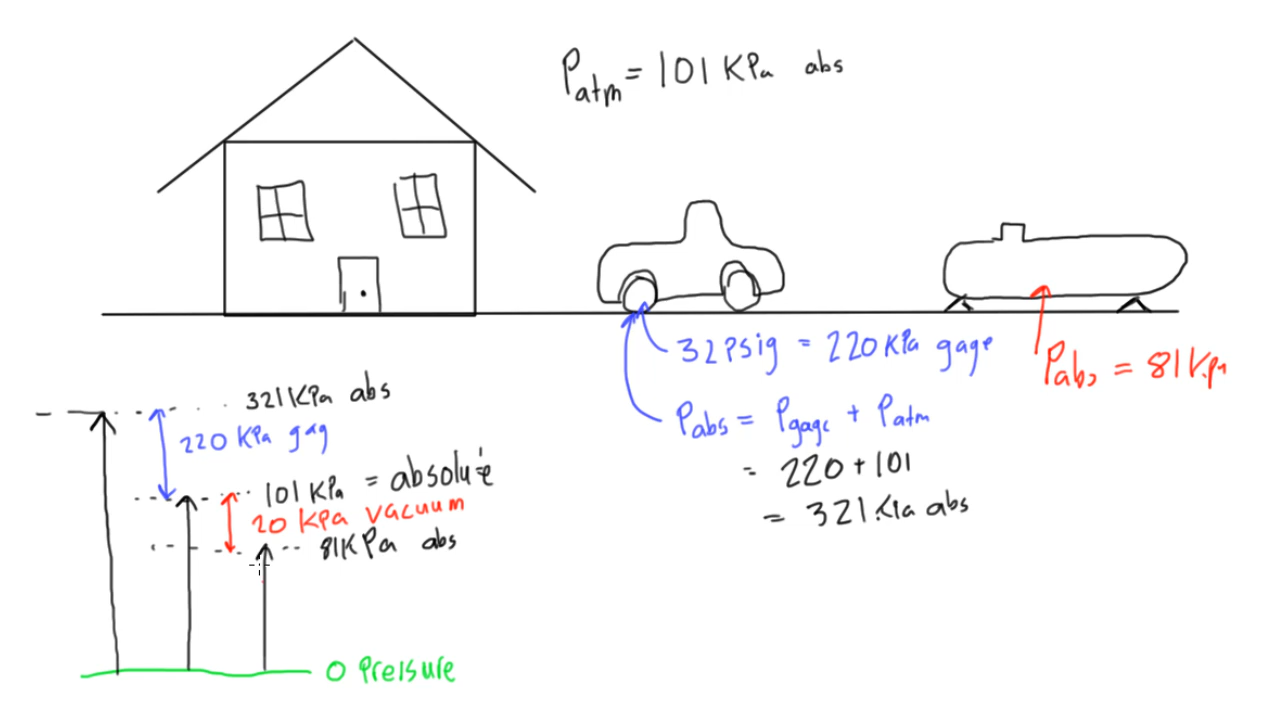 Patm = 101 KPa abs
32 psig = 220 KPa gage
Pabs = 81 K.Pa
321 KPa abs
220 KPa gag
Pabs = Pgage + Patm
= 220 + 101
= 321 KPa abs
101 KPa = absolute
20 KPa vacuum
81 KPa abs
0 Pressure